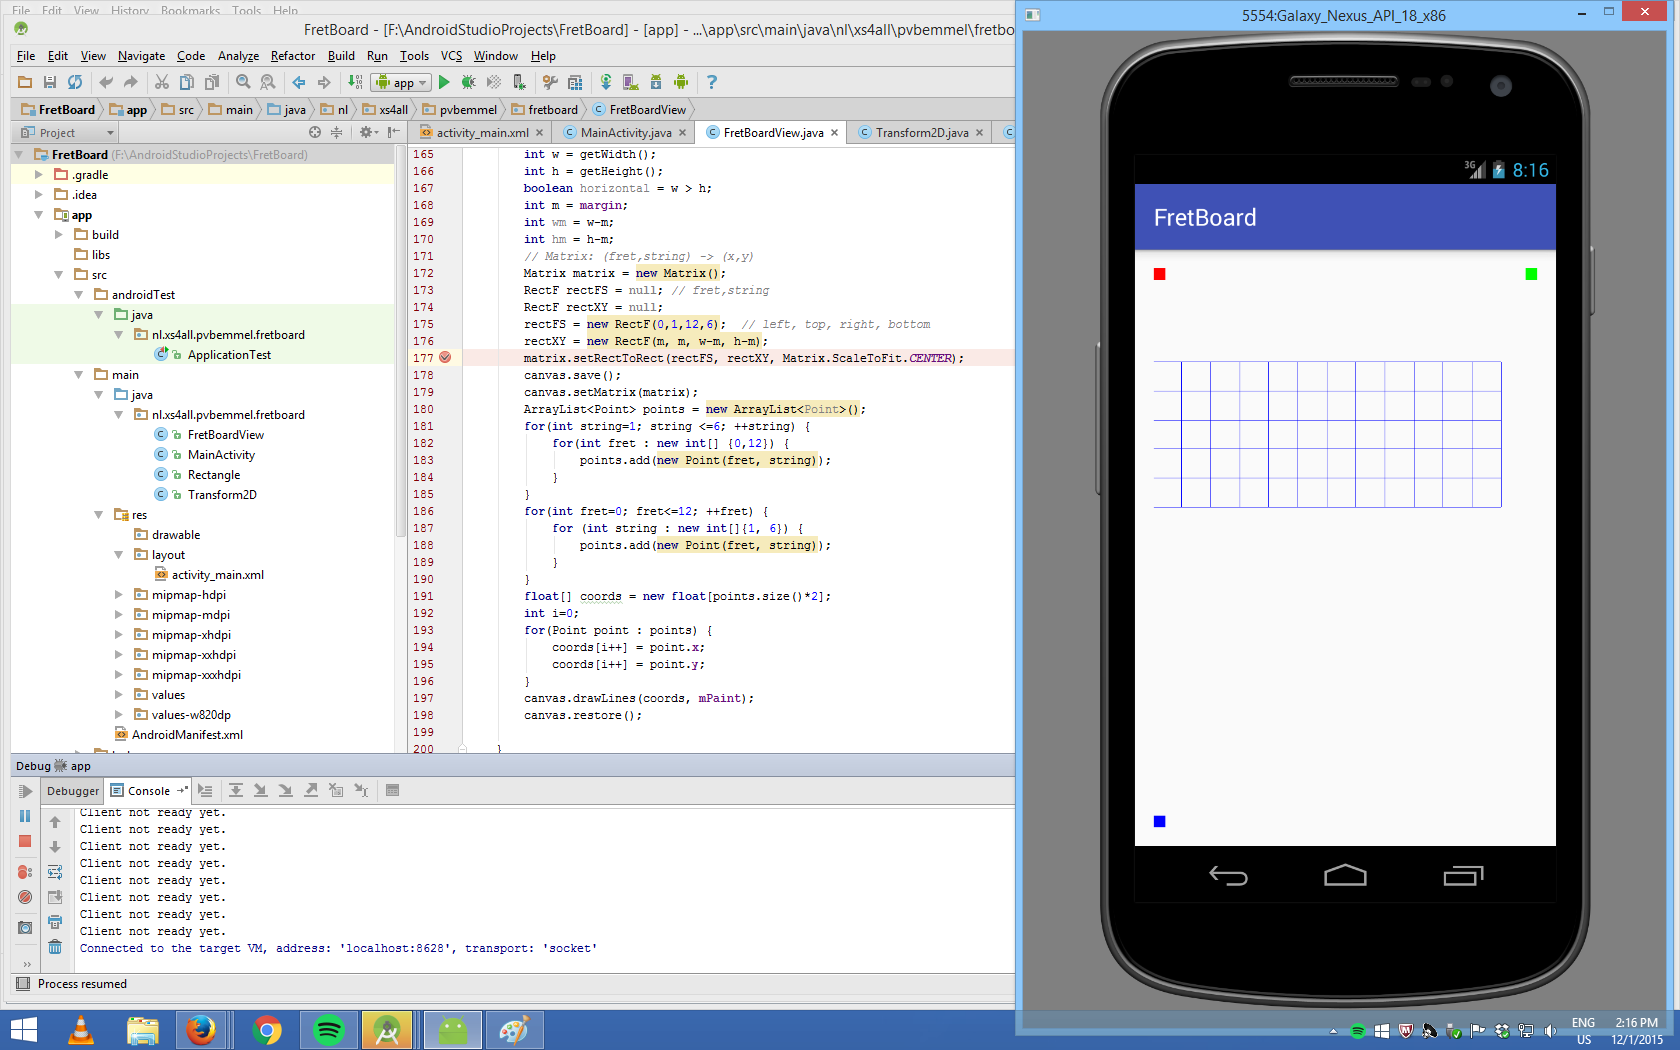 File Edit View History Bookmarks Tools Help
FretBoard - [F:\AndroidStudioProjects\FretBoard] - [app] - ...\app\src\main\java\nl\xs4all\pvbemmel\fretbo
File Edit View Navigate Code Analyze Refactor Build Run Tools VCS Window Help
app
FretBoard app src main java nl xs4all pvbemmel fretboard FretBoardView
Project
activity_main.xml MainActivity.java FretBoardView.java Transform2D.java
FretBoard (F:\AndroidStudioProjects\FretBoard)
.gradle
.idea
app
build
libs
src
androidTest
java
nl.xs4all.pvbemmel.fretboard
ApplicationTest
main
java
nl.xs4all.pvbemmel.fretboard
FretBoardView
MainActivity
Rectangle
Transform2D
res
drawable
layout
activity_main.xml
mipmap-hdpi
mipmap-mdpi
mipmap-xhdpi
mipmap-xxhdpi
mipmap-xxxhdpi
values
values-w820dp
AndroidManifest.xml
165 int w = getWidth();
166 int h = getHeight();
167 boolean horizontal = w > h;
168 int m = margin;
169 int wm = w-m;
170 int hm = h-m;
171 // Matrix: (fret,string) -> (x,y)
172 Matrix matrix = new Matrix();
173 RectF rectFS = null; // fret,string
174 RectF rectXY = null;
175 rectFS = new RectF(0,1,12,6); // left, top, right, bottom
176 rectXY = new RectF(m, m, w-m, h-m);
177 matrix.setRectToRect(rectFS, rectXY, Matrix.ScaleToFit.CENTER);
178 canvas.save();
179 canvas.setMatrix(matrix);
180 ArrayList<Point> points = new ArrayList<Point>();
181 for(int string=1; string <=6; ++string) {
182 for(int fret : new int[] {0,12}) {
183 points.add(new Point(fret, string));
184 }
185 }
186 for(int fret=0; fret<=12; ++fret) {
187 for (int string : new int[]{1, 6}) {
188 points.add(new Point(fret, string));
189 }
190 }
191 float[] coords = new float[points.size()*2];
192 int i=0;
193 for(Point point : points) {
194 coords[i++] = point.x;
195 coords[i++] = point.y;
196 }
197 canvas.drawLines(coords, mPaint);
198 canvas.restore();
199
200 }
Debug app
Debugger Console
Client not ready yet.
Client not ready yet.
Client not ready yet.
Client not ready yet.
Client not ready yet.
Client not ready yet.
Client not ready yet.
Client not ready yet.
Connected to the target VM, address: 'localhost:8628', transport: 'socket'
Process resumed
5554:Galaxy_Nexus_API_18_x86
3G 8:16
FretBoard
ENG
US
2:16 PM
12/1/2015